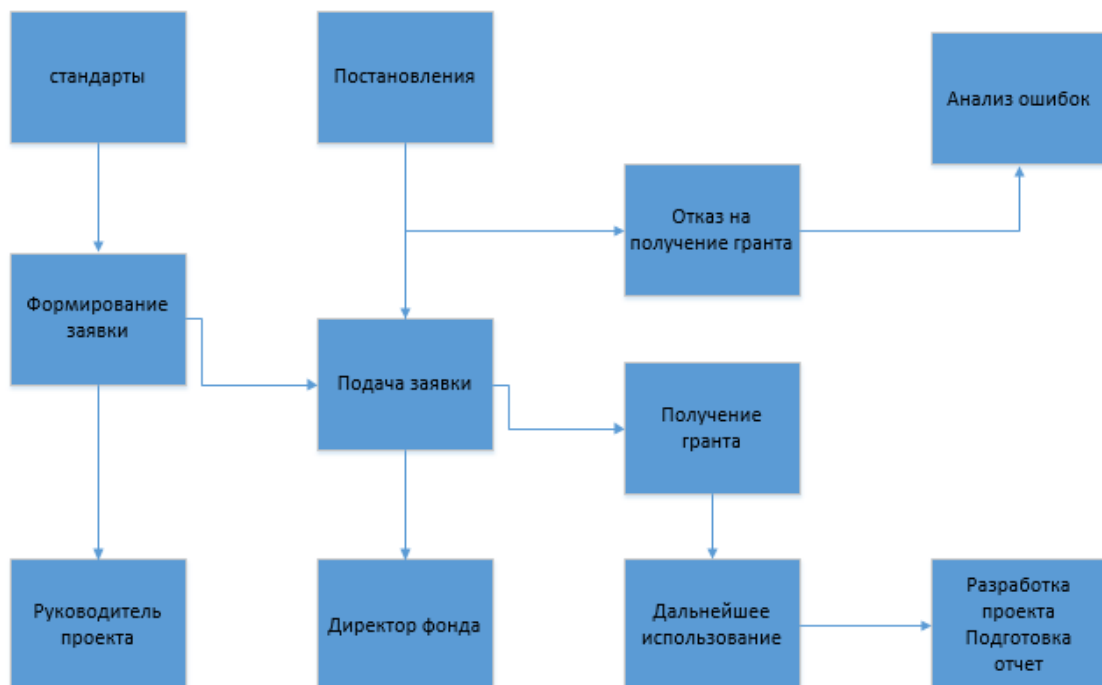 стандарты
Постановления
Анализ ошибок
Отказ на
получение гранта
Формирование
заявки
Подача заявки
Получение
гранта
Руководитель
проекта
Директор фонда
Дальнейшее
использование
Разработка
проекта
Подготовка
отчет